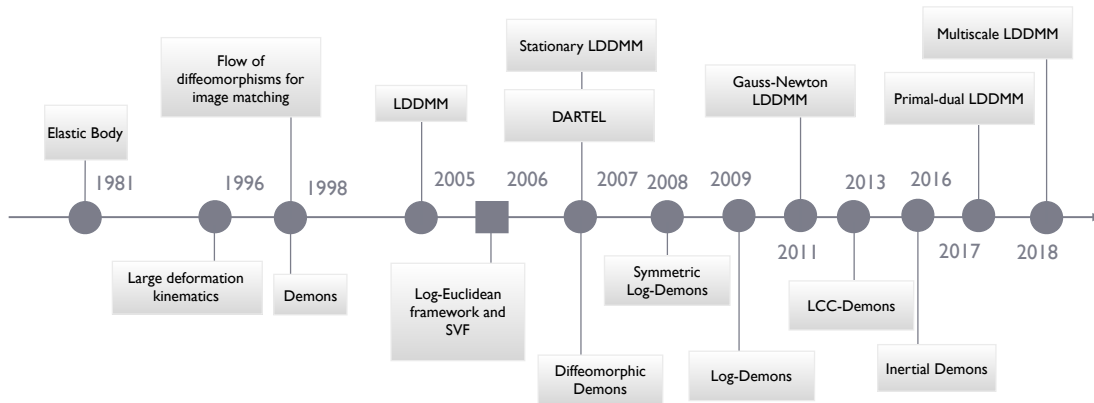 Elastic Body
1981
Large deformation
kinematics
1996
Flow of
diffeomorphisms for
image matching
1998
Demons
LDDMM
2005
Log-Euclidean
framework and
SVF
2006
Stationary LDDMM
DARTEL
2007
Diffeomorphic
Demons
2008
Symmetric
Log-Demons
2009
Log-Demons
Gauss-Newton
LDDMM
2011
2013
LCC-Demons
2016
Inertial Demons
Primal-dual LDDMM
2017
Multiscale LDDMM
2018